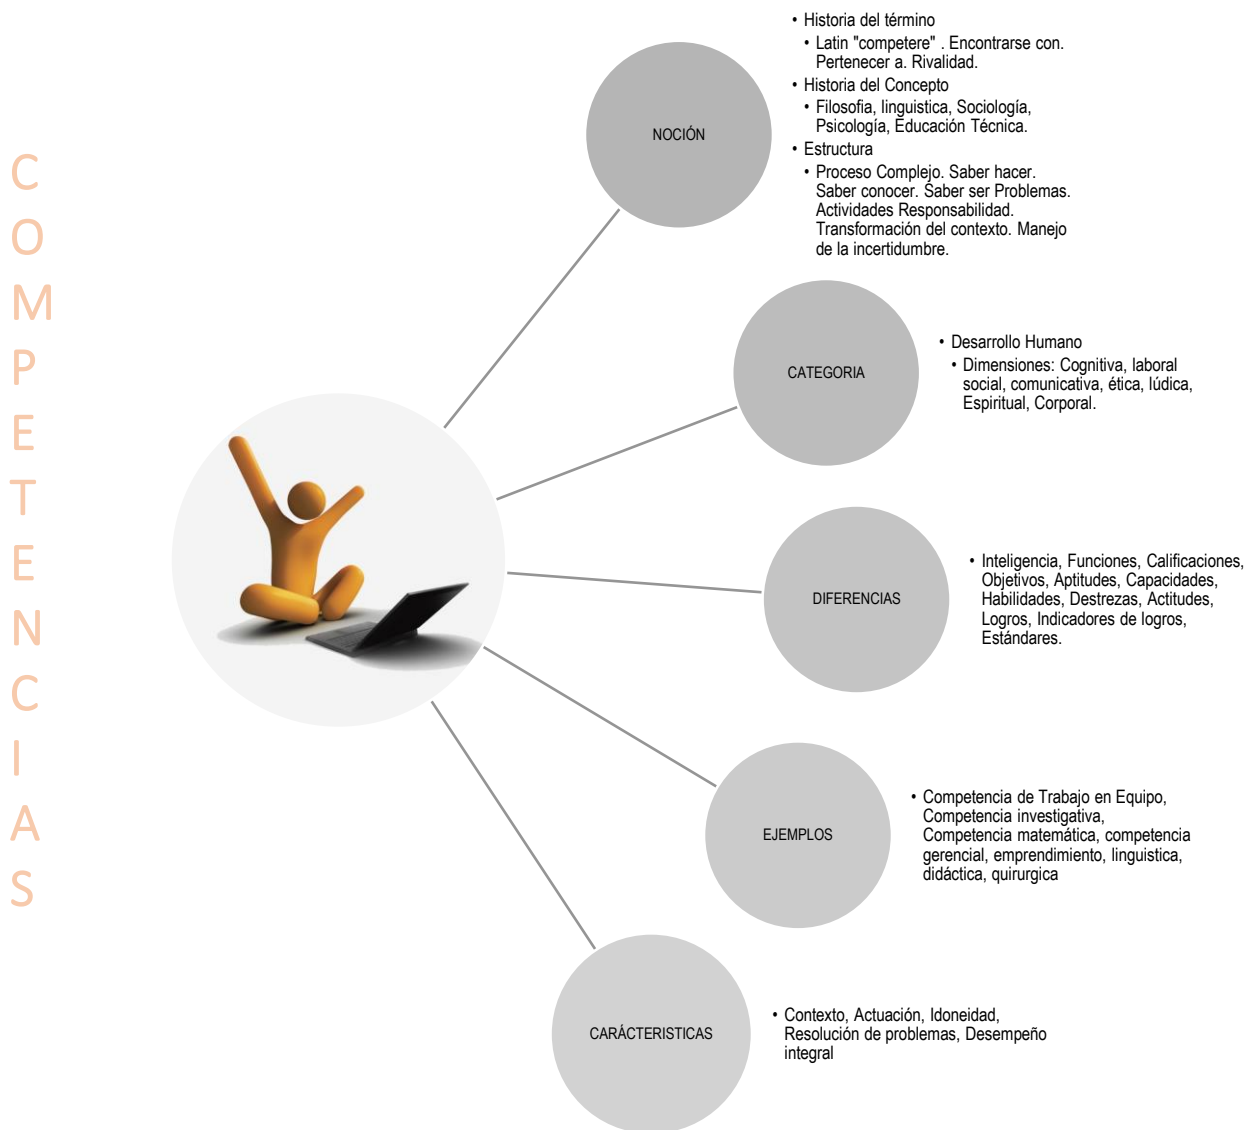 COMPETENCIAS
NOCIÓN
• Historia del término
• Latin "competere" . Encontrarse con.
Pertenecer a. Rivalidad.
• Historia del Concepto
• Filosofia, linguistica, Sociología,
Psicología, Educación Técnica.
• Estructura
• Proceso Complejo. Saber hacer.
Saber conocer. Saber ser Problemas.
Actividades Responsabilidad.
Transformación del contexto. Manejo
de la incertidumbre.
CATEGORIA
• Desarrollo Humano
• Dimensiones: Cognitiva, laboral
social, comunicativa, ética, lúdica,
Espiritual, Corporal.
DIFERENCIAS
• Inteligencia, Funciones, Calificaciones,
Objetivos, Aptitudes, Capacidades,
Habilidades, Destrezas, Actitudes,
Logros, Indicadores de logros,
Estándares.
EJEMPLOS
• Competencia de Trabajo en Equipo,
Competencia investigativa,
Competencia matemática, competencia
gerencial, emprendimiento, linguistica,
didáctica, quirurgica
CARÁCTERISTICAS
• Contexto, Actuación, Idoneidad,
Resolución de problemas, Desempeño
integral